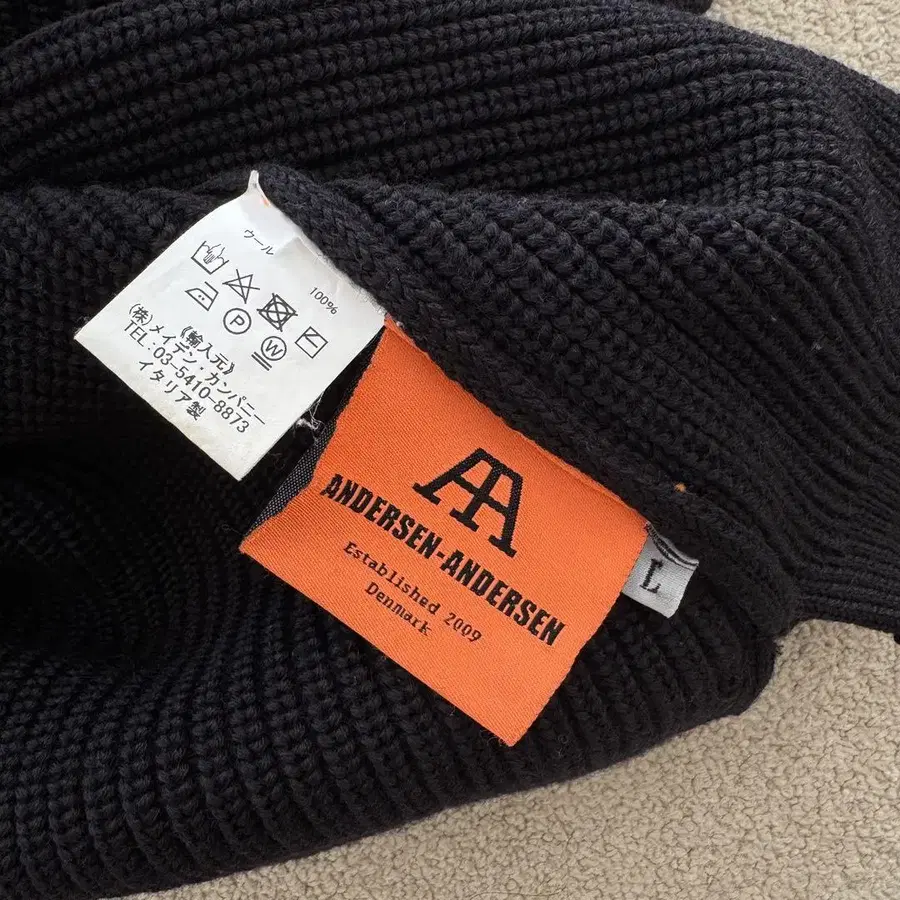 ウール
100%
P
W
《輸入元》
(株)メイデン・カンパニー
TEL:03-5410-8873
イタリア製
AA
ANDERSEN-ANDERSEN
Established 2009
Denmark
L